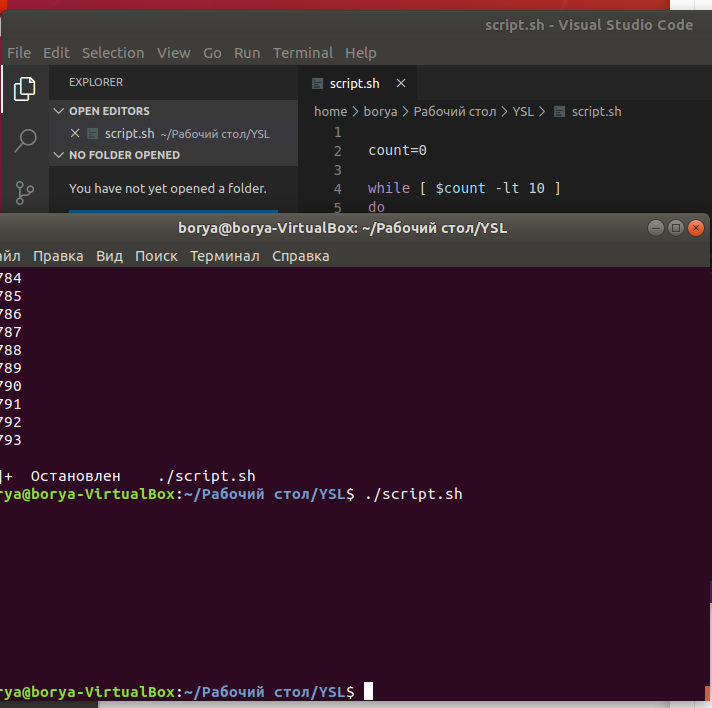 script.sh - Visual Studio Code
File Edit Selection View Go Run Terminal Help
EXPLORER
script.sh
OPEN EDITORS
home > borya > Рабочий стол > YSL > script.sh
script.sh ~/Рабочий стол/YSL
NO FOLDER OPENED
You have not yet opened a folder.
1
2 count=0
3
4 while [ $count -lt 10 ]
5 do
borya@borya-VirtualBox: ~/Рабочий стол/YSL
айл Правка Вид Поиск Терминал Справка
784
785
786
787
788
789
790
791
792
793
]+ Остановлен ./script.sh
rya@borya-VirtualBox:~/Рабочий стол/YSL$ ./script.sh
rya@borya-VirtualBox:~/Рабочий стол/YSL$